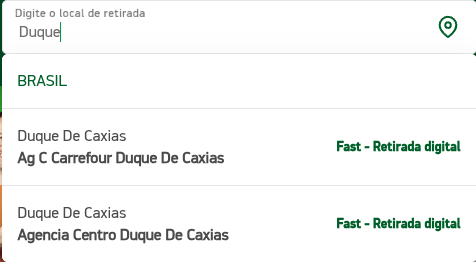 Digite o local de retirada
Duque
BRASIL
Duque De Caxias
Ag C Carrefour Duque De Caxias
Fast - Retirada digital
Duque De Caxias
Agencia Centro Duque De Caxias
Fast - Retirada digital